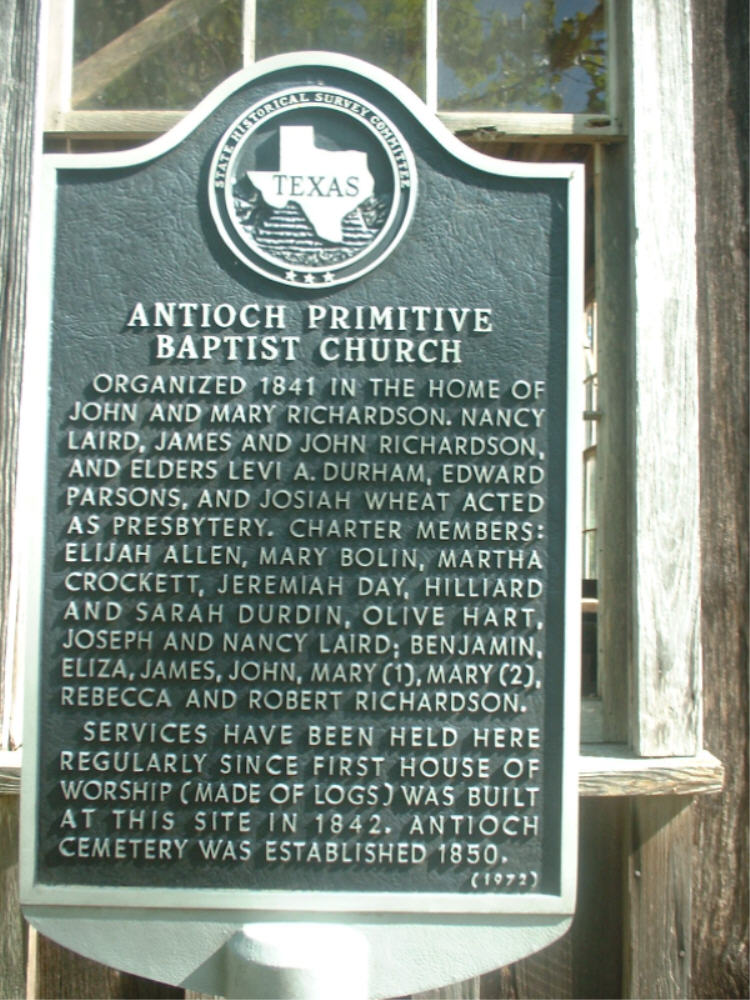 STATE HISTORICAL SURVEY COMMITTEE
TEXAS
ANTIOCH PRIMITIVE
BAPTIST CHURCH
ORGANIZED 1841 IN THE HOME OF
JOHN AND MARY RICHARDSON. NANCY
LAIRD, JAMES AND JOHN RICHARDSON,
AND ELDERS LEVI A. DURHAM, EDWARD
PARSONS, AND JOSIAH WHEAT ACTED
AS PRESBYTERY. CHARTER MEMBERS:
ELIJAH ALLEN, MARY BOLIN, MARTHA
CROCKETT, JEREMIAH DAY, HILLIARD
AND SARAH DURDIN, OLIVE HART,
JOSEPH AND NANCY LAIRD; BENJAMIN,
ELIZA, JAMES, JOHN, MARY (1), MARY (2),
REBECCA AND ROBERT RICHARDSON.
SERVICES HAVE BEEN HELD HERE
REGULARLY SINCE FIRST HOUSE OF
WORSHIP (MADE OF LOGS) WAS BUILT
AT THIS SITE IN 1842. ANTIOCH
CEMETERY WAS ESTABLISHED 1850.
(1972)